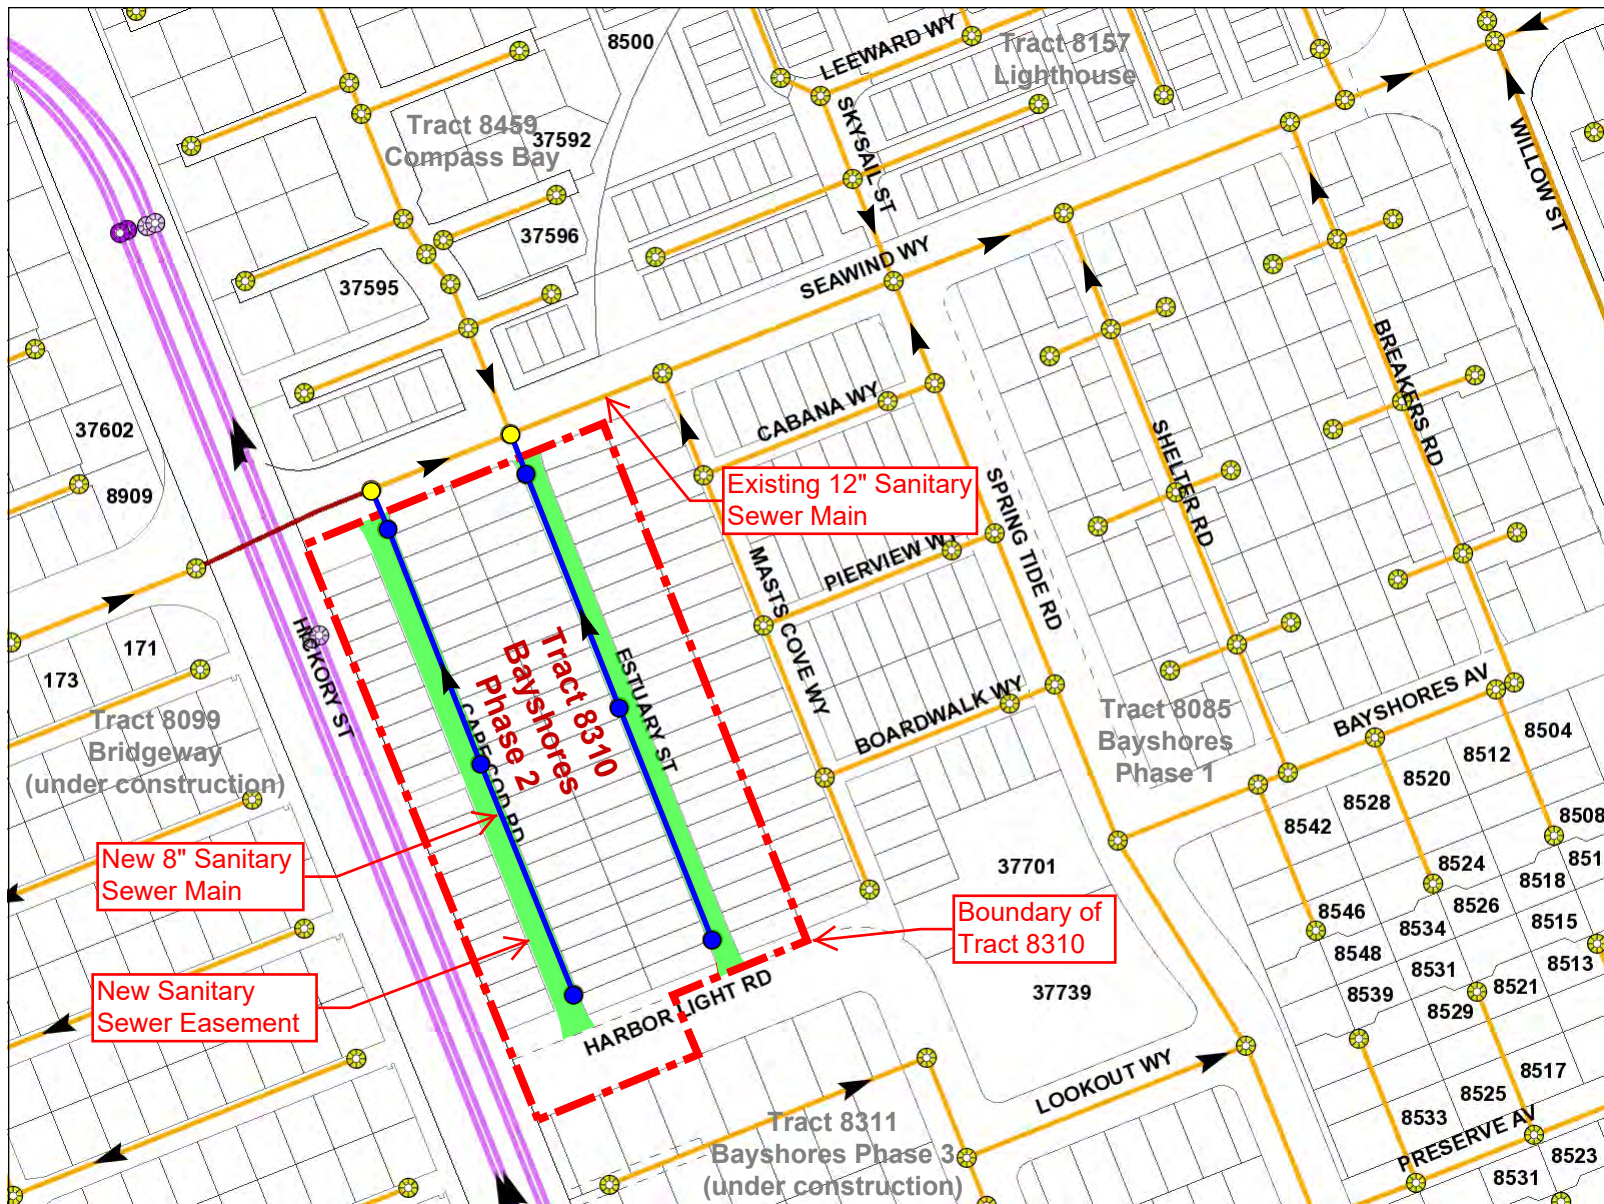 8500
LEEWARD WY
Tract 8157
Lighthouse
Tract 8459
Compass Bay
37592
SKYSAIL ST
WILLOW ST
37596
37595
SEAWIND WY
BREAKERS RD
37602
8909
CABANA WY
SHELTER RD
Existing 12" Sanitary
Sewer Main
SPRING TIDE RD
MASTS COVE WY
PIERVIEW WY
171
173
HICKORY ST
Tract 8310
Bayshores
Phase 2
ESTUARY ST
CAPE COD RD
BOARDWALK WY
BAYSHORES AV
Tract 8099
Bridgeway
(under construction)
Tract 8085
Bayshores
Phase 1
8504
8512
8520
8528
8542
8508
851
New 8" Sanitary
Sewer Main
37701
8524
8518
8526
8546
8515
8534
8548
8513
8531
8521
8539
8529
Boundary of
Tract 8310
37739
New Sanitary
Sewer Easement
HARBOR LIGHT RD
LOOKOUT WY
8517
8525
8533
PRESERVE AV
8523
8531
Tract 8311
Bayshores Phase 3
(under construction)